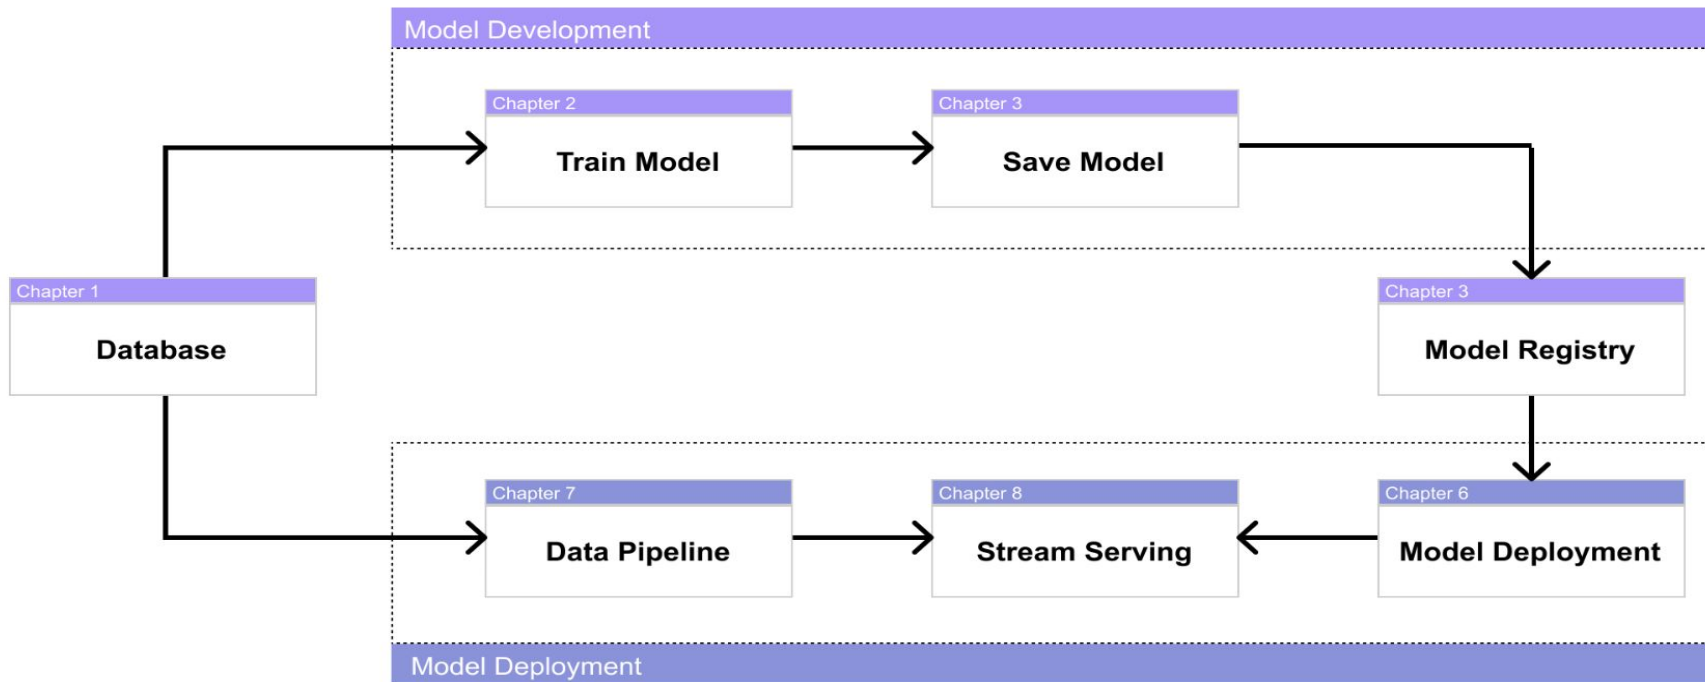 Model Development
Chapter 2
Train Model
Chapter 3
Save Model
Chapter 1
Database
Chapter 3
Model Registry
Chapter 7
Data Pipeline
Chapter 8
Stream Serving
Chapter 6
Model Deployment
Model Deployment